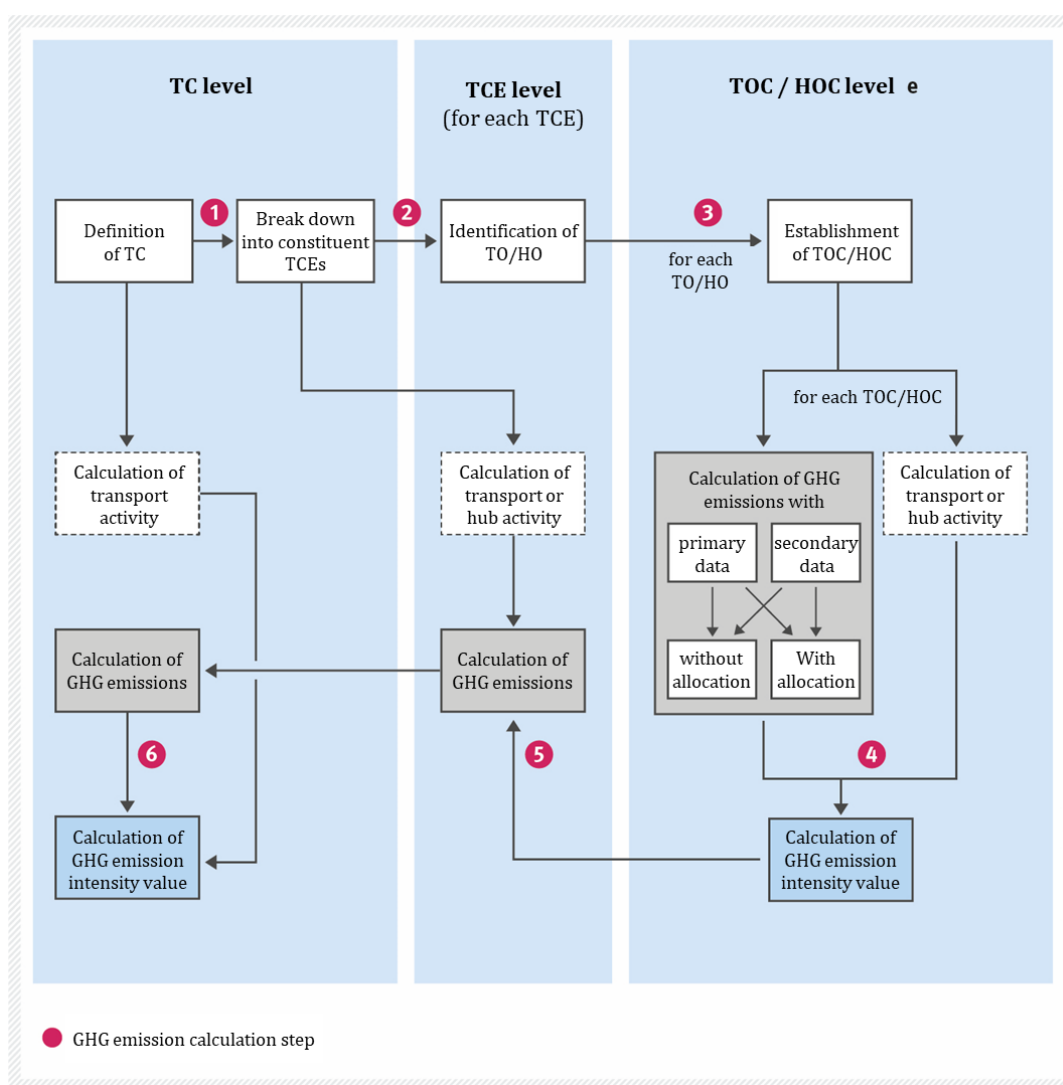 TC level
TCE level
(for each TCE)
TOC / HOC level e
Definition
of TC
1
Break down
into constituent
TCEs
2
Identification of
TO/HO
3
for each
TO/HO
Establishment
of TOC/HOC
for each TOC/HOC
Calculation of
transport
activity
Calculation of
transport or
hub activity
Calculation of GHG
emissions with
primary
data
secondary
data
without
allocation
With
allocation
Calculation of
transport or
hub activity
Calculation of
GHG emissions
Calculation of
GHG emissions
6
5
4
Calculation of
GHG emission
intensity value
Calculation of
GHG emission
intensity value
GHG emission calculation step